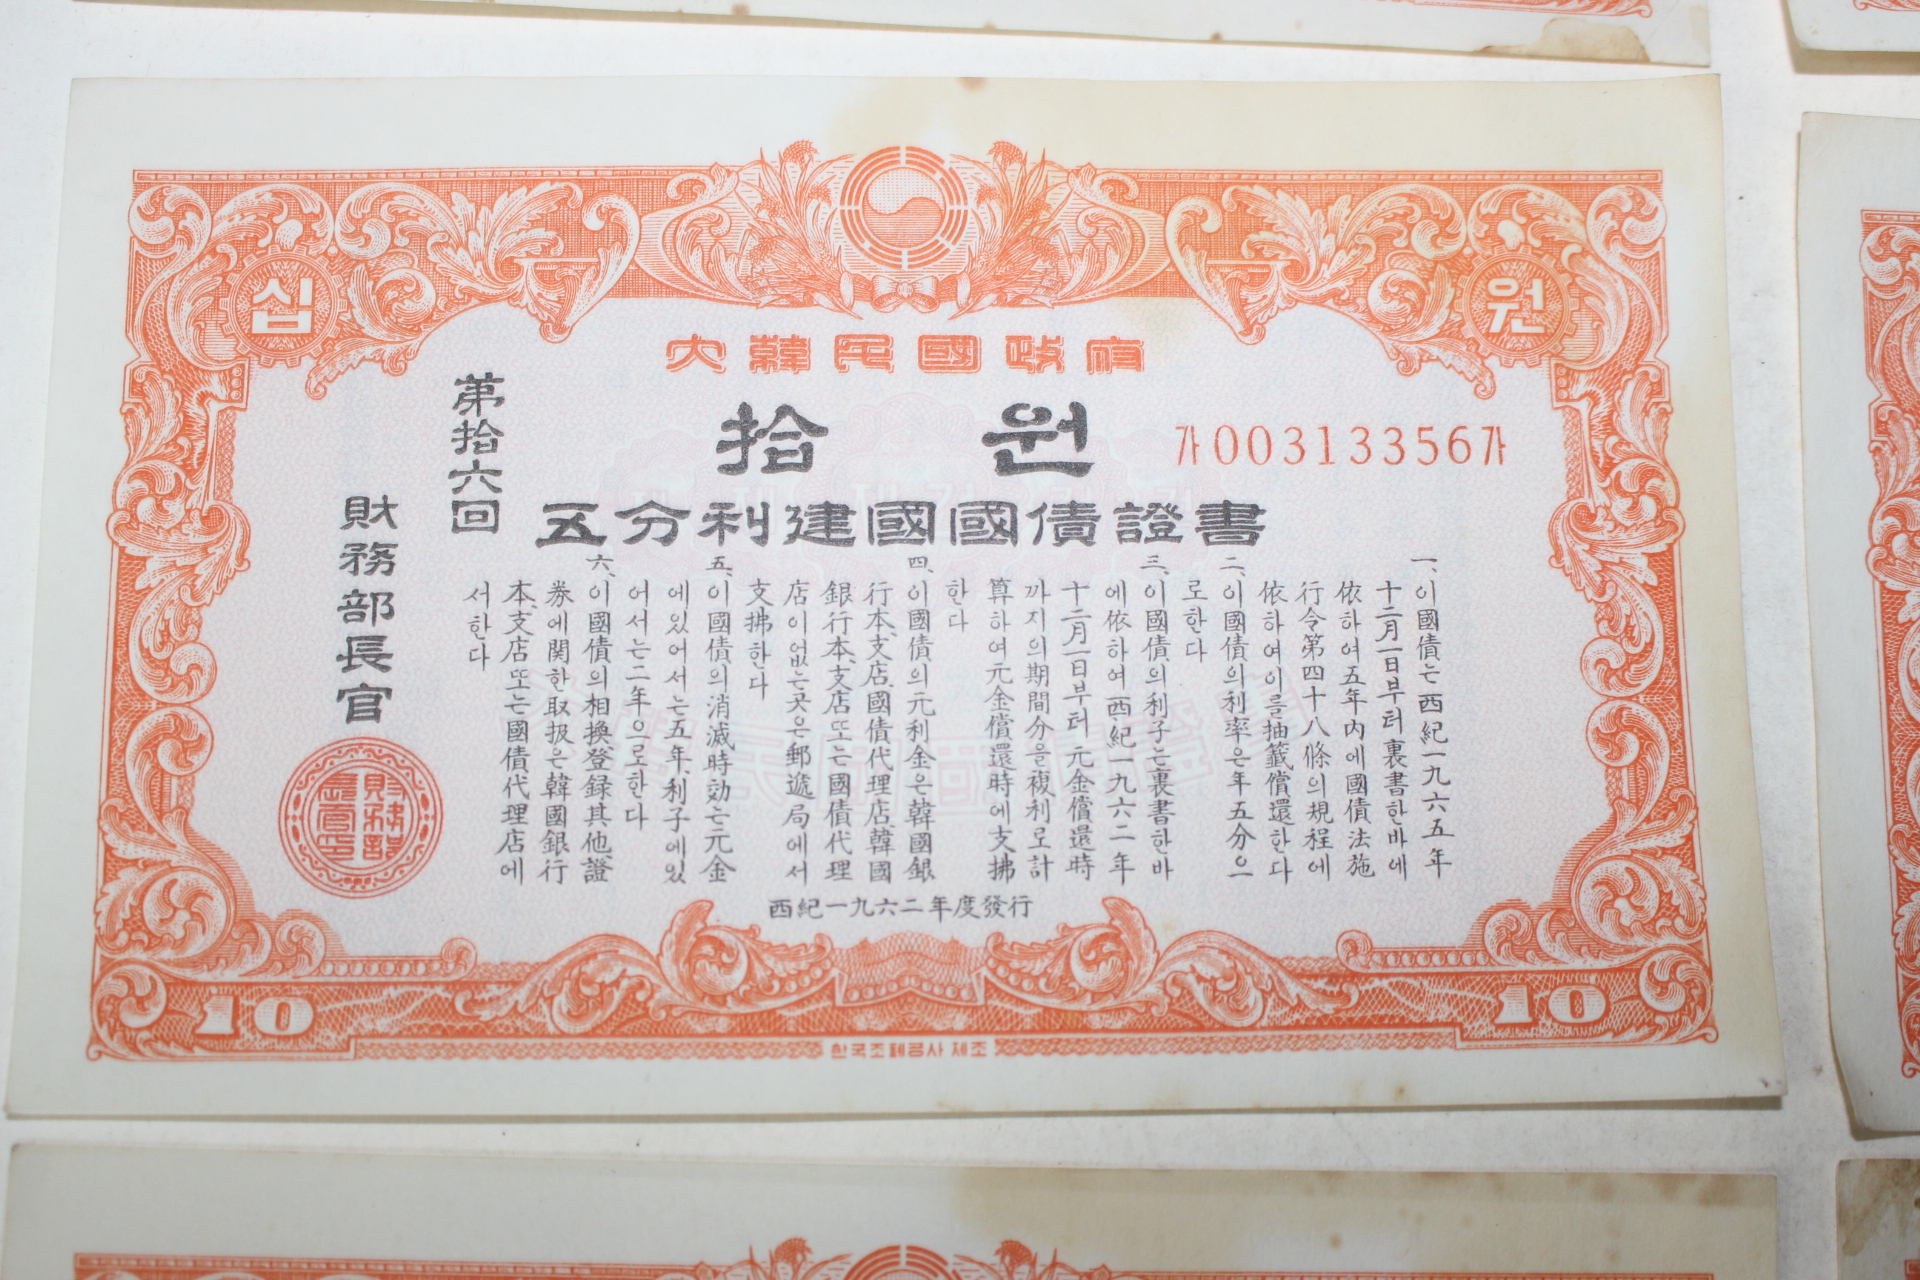 십 원
大韓民國政府
拾 원
가003133560가
五分利建國國債證書
第拾六回
財務部長官
一、이國債는西紀一九六五年
十二月一日부터裏書한바에
依하여五年内에國債法施
行令第四十八條의規程에
依하여이를抽籤償還한다
二、이國債의利率은年五分으
로한다
三、이國債의利子는裏書한바
에依하여西紀一九六二年
十二月一日부터元金償還時
까지의期間分을複利로計
算하여元金償還時에支拂
한다
四、이國債의元利金은韓國銀
行本、支店、國債代理店、韓國
銀行本、支店또는國債代理
店이없는곳은郵遞局에서
支拂한다
五、이國債의消滅時効는元金
에있어서는五年、利子에있
어서는二年으로한다
六、이國債의相換登録其他證
券에関한取扱은韓國銀行
本、支店또는國債代理店에
서한다
西紀一九六二年度發行
10 10
한국조폐공사 제조